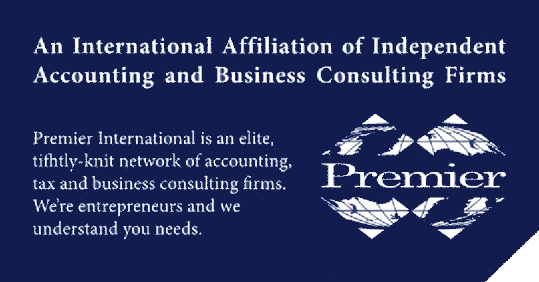 An International Affiliation of Independent
Accounting and Business Consulting Firms
Premier International is an elite,
tifhtly-knit network of accounting,
tax and business consulting firms.
We're entrepreneurs and we
understand you needs.
Premier